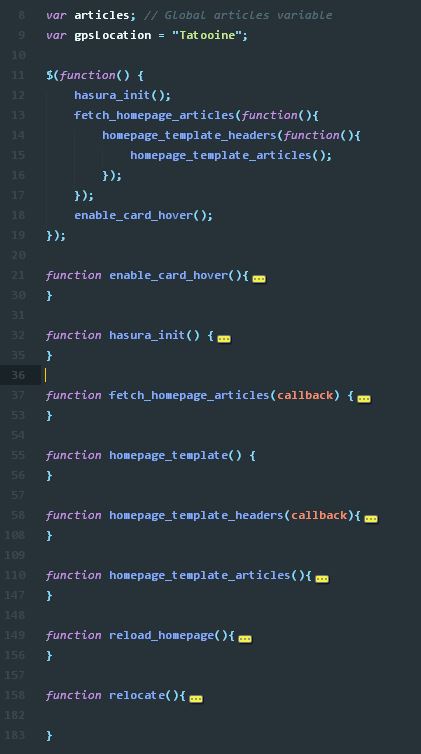 8 var articles; // Global articles variable
9 var gpsLocation = "Tatooine";
10
11 $(function() {
12 hasura_init();
13 fetch_homepage_articles(function(){
14 homepage_template_headers(function(){
15 homepage_template_articles();
16 });
17 });
18 enable_card_hover();
19 });
20
21 function enable_card_hover(){
30 }
31
32 function hasura_init() {
35 }
36
37 function fetch_homepage_articles(callback) {
53 }
54
55 function homepage_template() {
56 }
57
58 function homepage_template_headers(callback){
108 }
109
110 function homepage_template_articles(){
147 }
148
149 function reload_homepage(){
156 }
157
158 function relocate(){
182
183 }